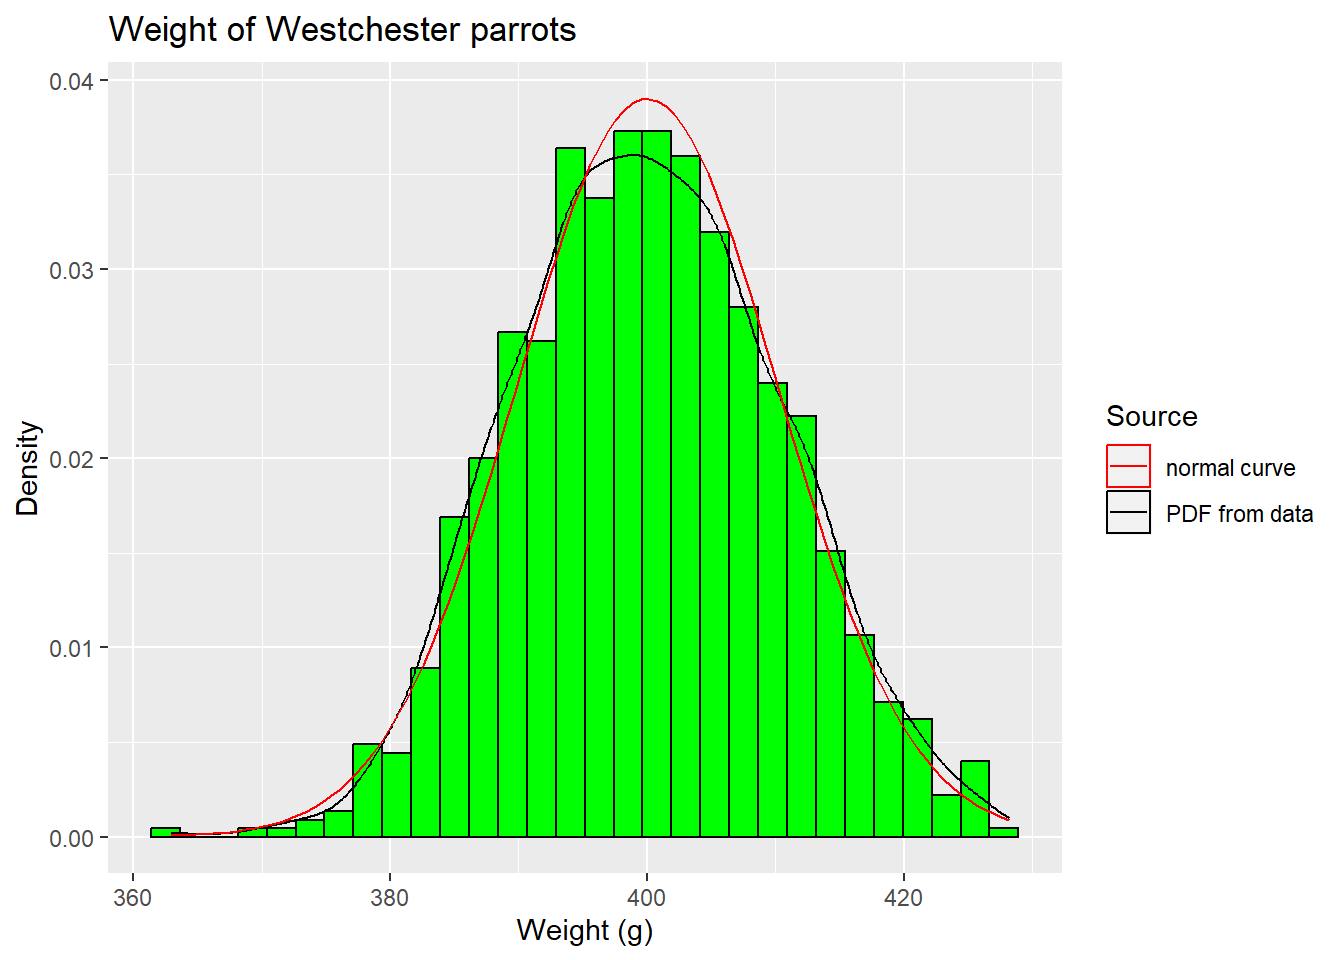 Weight of Westchester parrots
0.04
0.03
0.02
0.01
0.00
Density
360
380
400
420
Weight (g)
Source
normal curve
PDF from data